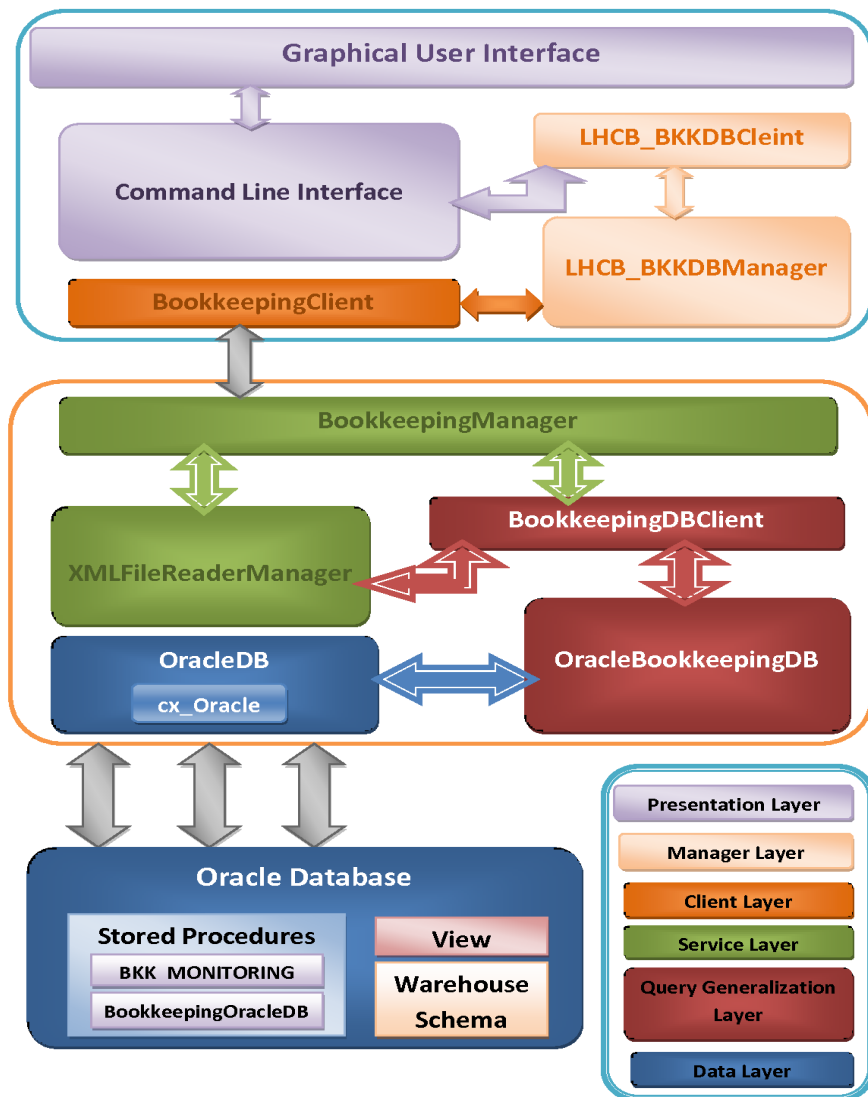 Graphical User Interface
LHCB_BKKDBCleint
Command Line Interface
LHCB_BKKDBManager
BookkeepingClient
BookkeepingManager
BookkeepingDBClient
XMLFileReaderManager
OracleDB
OracleBookkeepingDB
cx_Oracle
Presentation Layer
Manager Layer
Oracle Database
Client Layer
Stored Procedures
View
Service Layer
BKK MONITORING
Warehouse
Schema
Query Generalization
Layer
BookkeepingOracleDB
Data Layer